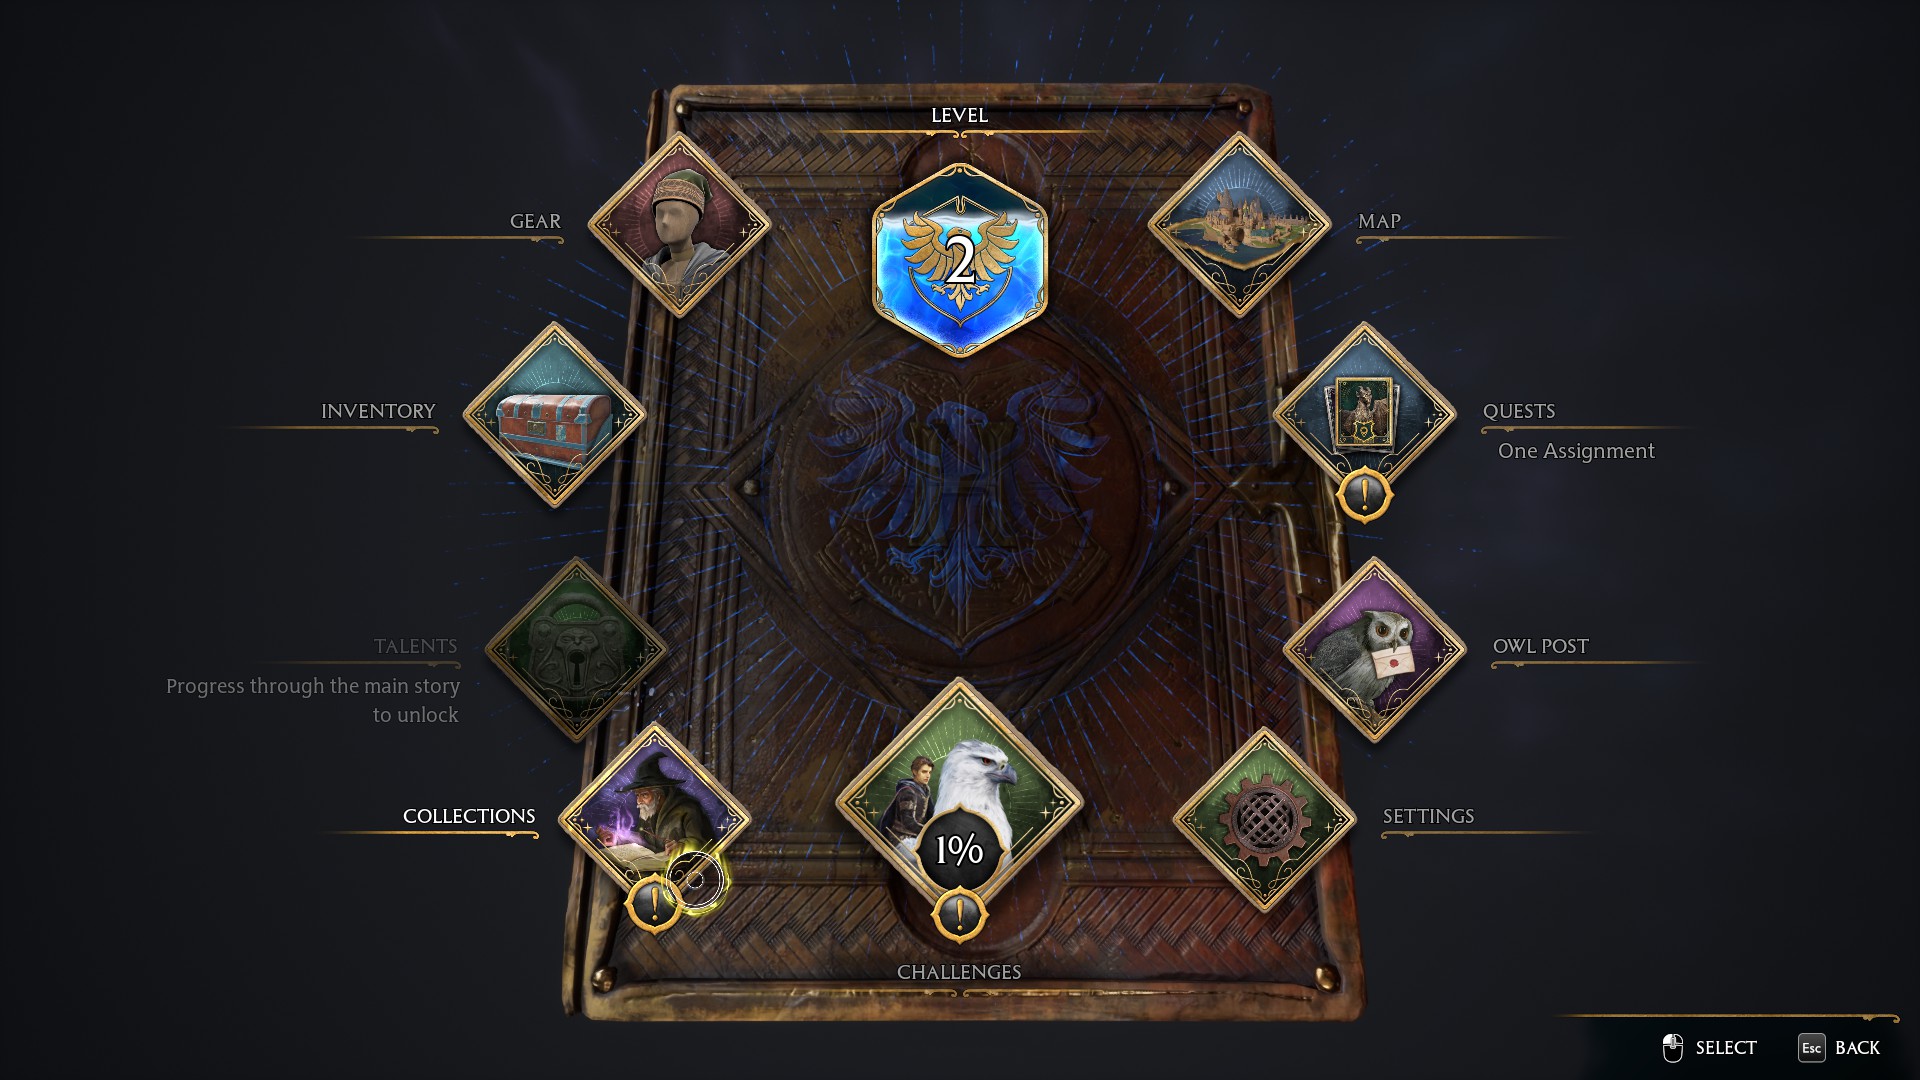 LEVEL
2
GEAR
MAP
INVENTORY
QUESTS
One Assignment
TALENTS
Progress through the main story
to unlock
OWL POST
COLLECTIONS
1%
SETTINGS
CHALLENGES
SELECT
Esc BACK